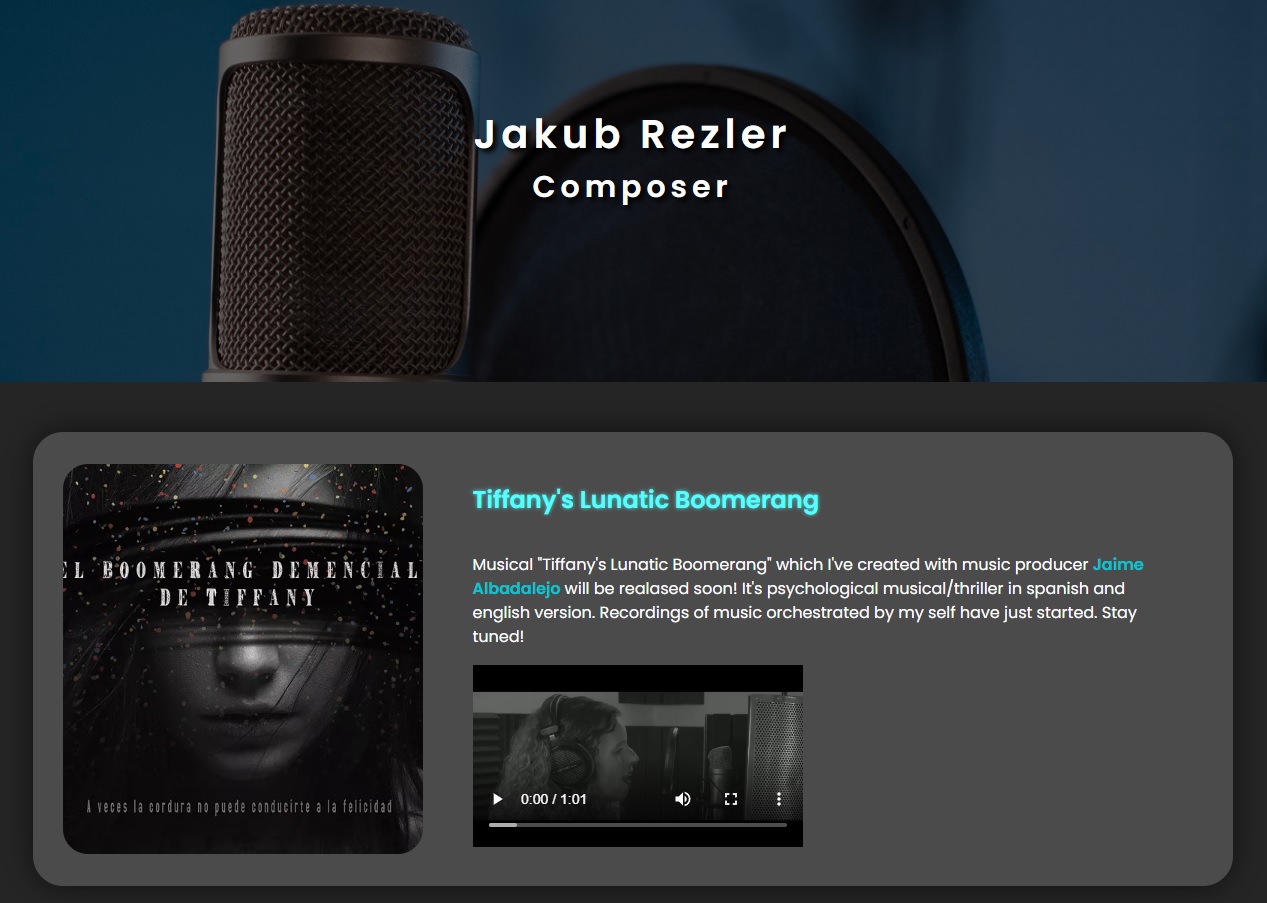 Jakub Rezler
Composer
EL BOOMERANG DEMENCIAL
DE TIFFANY
A veces la cordura no puede conducirte a la felicidad
Tiffany's Lunatic Boomerang
Musical "Tiffany's Lunatic Boomerang" which I've created with music producer Jaime
Albadalejo will be realased soon! It's psychological musical/thriller in spanish and
english version. Recordings of music orchestrated by my self have just started. Stay
tuned!
0:00 / 1:01